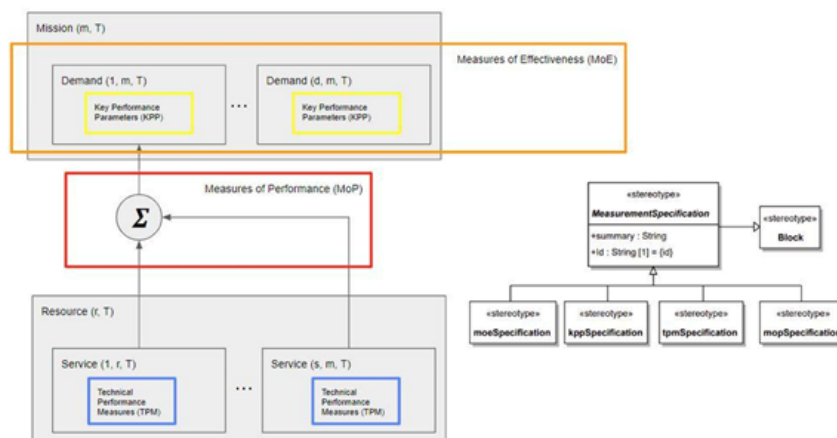 Mission (m, T)
Measures of Effectiveness (MoE)
Demand (1, m, T)
Key Performance
Parameters (KPP)
...
Demand (d, m, T)
Key Performance
Parameters (KPP)
Measures of Performance (MoP)
Σ
Resource (r, T)
Service (1, r, T)
Technical
Performance
Measures (TPM)
...
Service (s, m, T)
Technical
Performance
Measures (TPM)
«stereotype»
MeasurementSpecification
+summary : String
+id : String [1] = {id}
«stereotype»
Block
«stereotype»
moeSpecification
«stereotype»
kppSpecification
«stereotype»
tpmSpecification
«stereotype»
mopSpecification